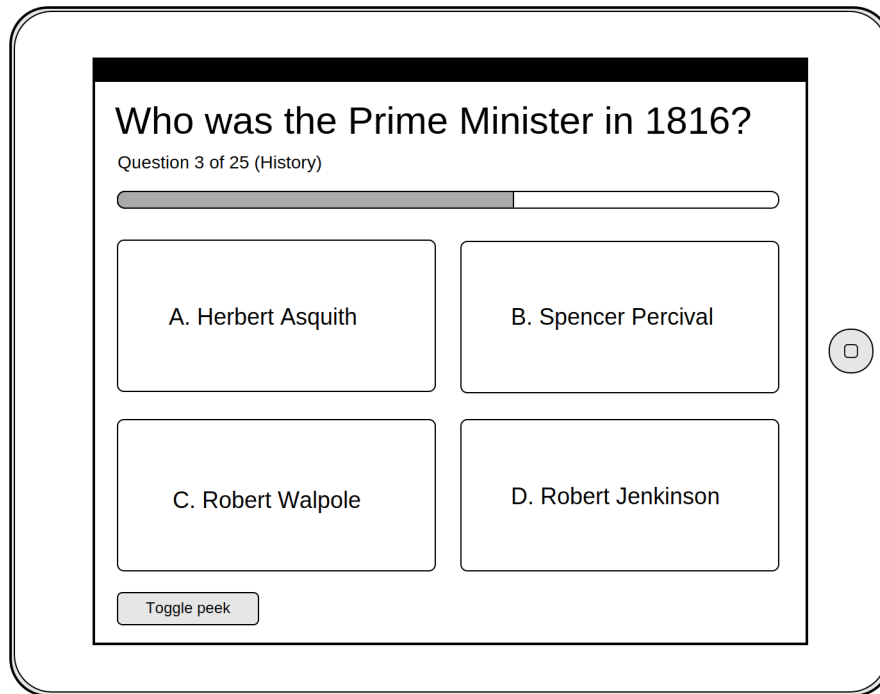 Who was the Prime Minister in 1816?
Question 3 of 25 (History)
A. Herbert Asquith
B. Spencer Percival
C. Robert Walpole
D. Robert Jenkinson
Toggle peek